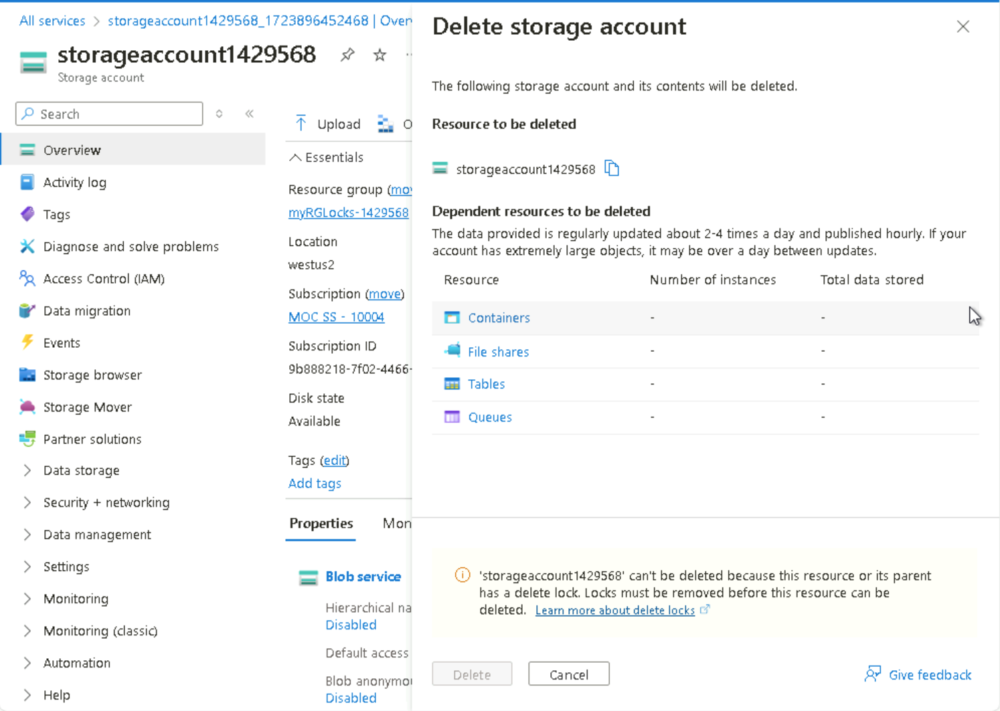 All services > storageaccount1429568_1723896452468 | Over
storageaccount1429568
Storage account
Search
Overview
Activity log
Tags
Diagnose and solve problems
Access Control (IAM)
Data migration
Events
Storage browser
Storage Mover
Partner solutions
Data storage
Security + networking
Data management
Settings
Monitoring
Monitoring (classic)
Automation
Help
Upload
O
Essentials
Resource group (mov
myRGLocks-1429568
Location
westus2
Subscription (move)
MOC SS - 10004
Subscription ID
9b888218-7f02-4466-
Disk state
Available
Tags (edit)
Add tags
Properties Mon
Blob service
Hierarchical na
Disabled
Default access
Blob anonymou
Disabled
Delete storage account
The following storage account and its contents will be deleted.
Resource to be deleted
storageaccount1429568
Dependent resources to be deleted
The data provided is regularly updated about 2-4 times a day and published hourly. If your
account has extremely large objects, it may be over a day between updates.
Resource Number of instances Total data stored
Containers - -
File shares - -
Tables - -
Queues - -
'storageaccount1429568' can't be deleted because this resource or its parent
has a delete lock. Locks must be removed before this resource can be
deleted. Learn more about delete locks
Delete Cancel Give feedback